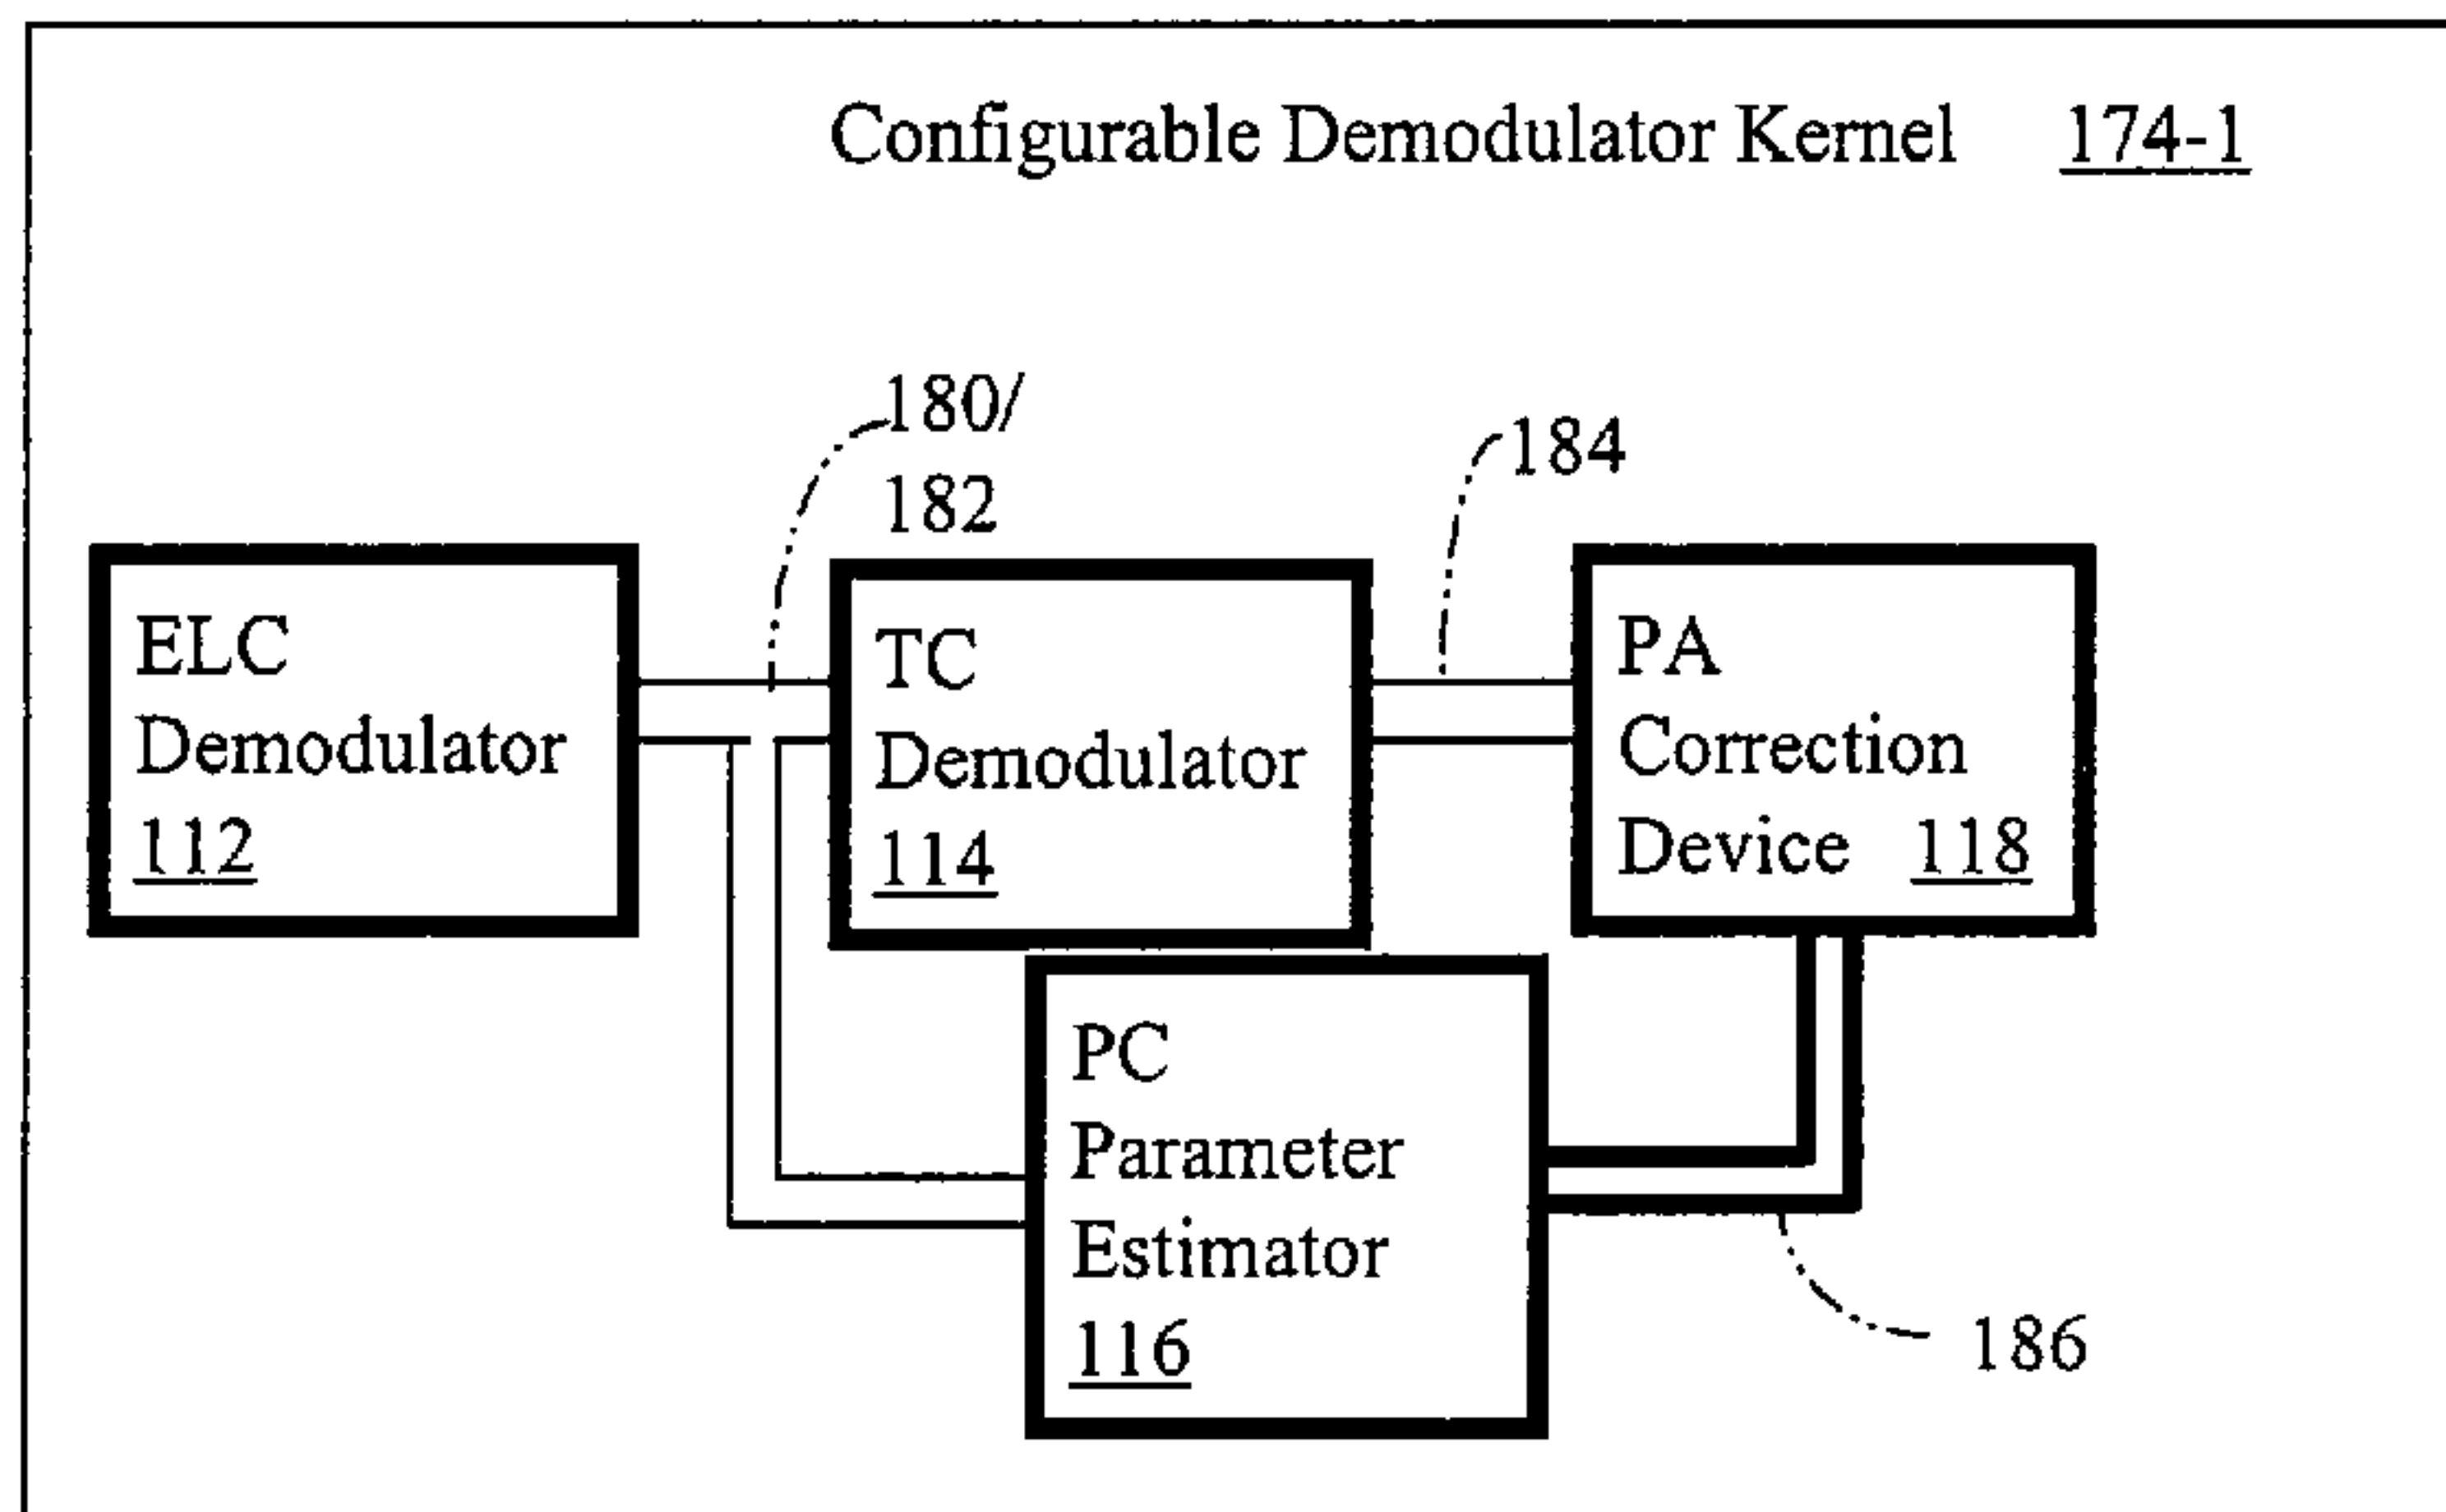 Configurable Demodulator Kernel 174-1
180/
182
184
ELC
Demodulator
112
TC
Demodulator
114
PA
Correction
Device 118
PC
Parameter
Estimator
116
186